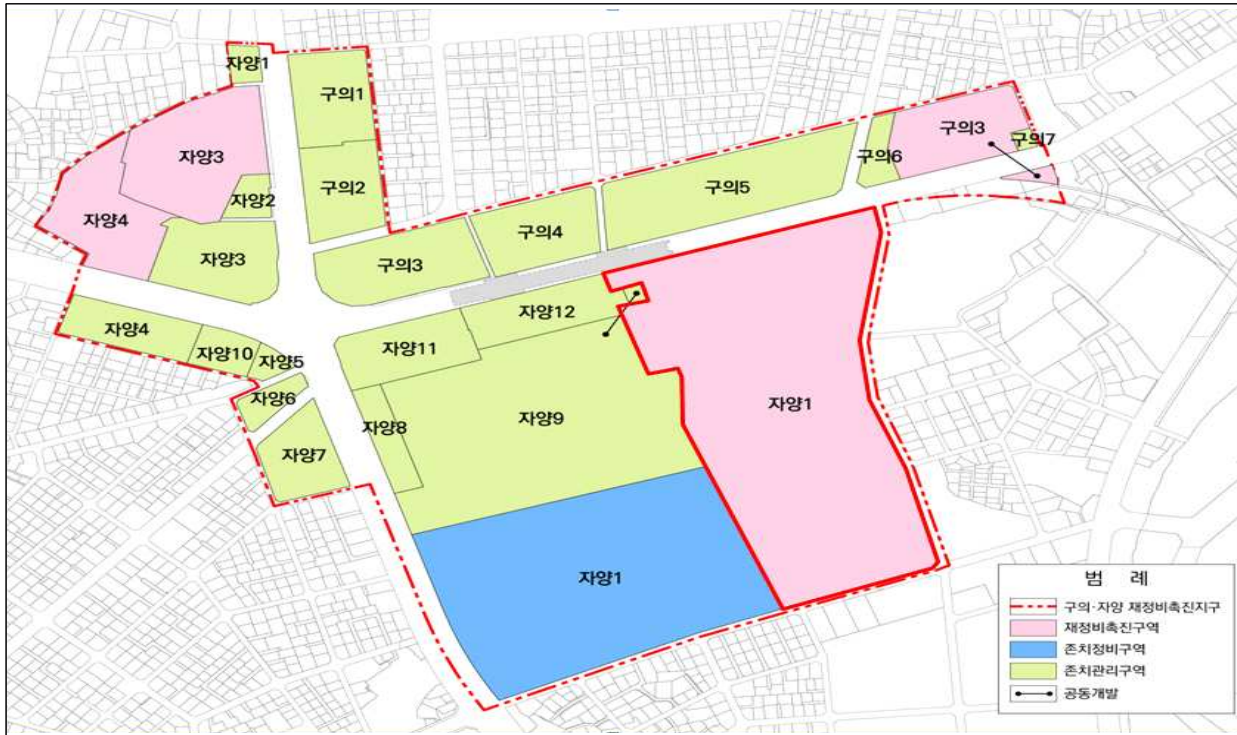 자양1
구의1
구의3
구의7
자양3
구의6
구의2
구의5
자양2
자양4
구의4
자양3
구의3
자양12
자양4
자양10
자양5
자양11
자양6
자양1
자양9
자양8
자양7
자양1
범 례
구의·자양 재정비촉진지구
재정비촉진구역
존치정비구역
존치관리구역
공동개발